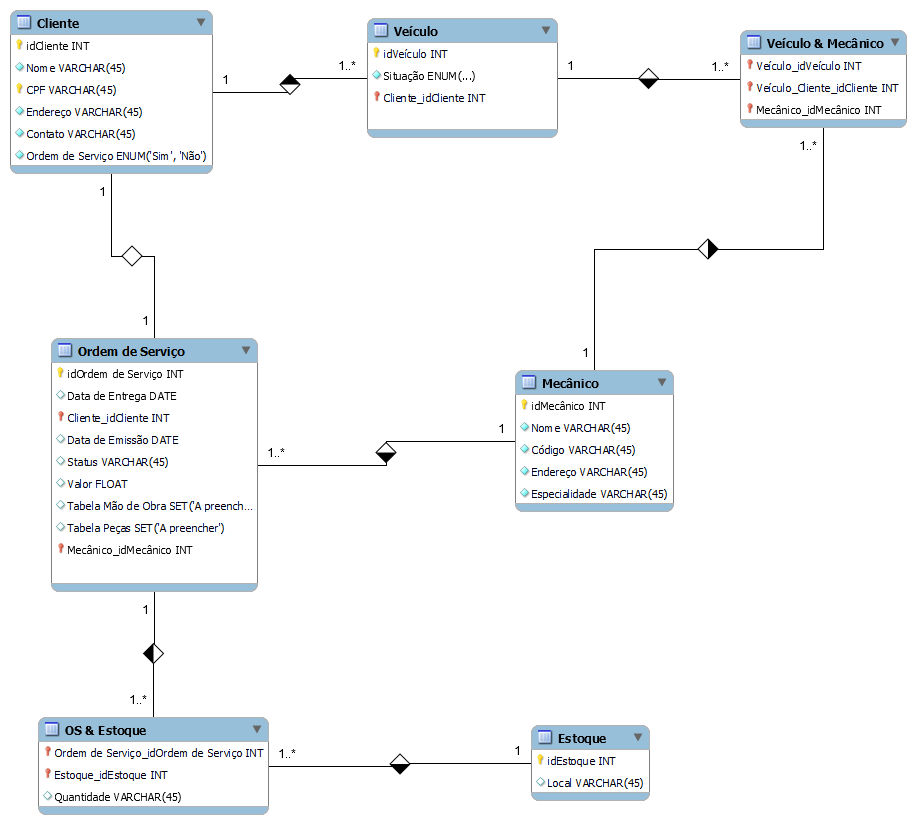 Cliente
idCliente INT
Nome VARCHAR(45)
CPF VARCHAR(45)
Endereço VARCHAR(45)
Contato VARCHAR(45)
Ordem de Serviço ENUM('Sim', 'Não')
1
1..*
Veículo
idVeículo INT
Situação ENUM(...)
Cliente_idCliente INT
1
1..*
Veículo & Mecânico
Veículo_idVeículo INT
Veículo_Cliente_idCliente INT
Mecânico_idMecânico INT
1..*
1
1
1
Ordem de Serviço
idOrdem de Serviço INT
Data de Entrega DATE
Cliente_idCliente INT
Data de Emissão DATE
Status VARCHAR(45)
Valor FLOAT
Tabela Mão de Obra SET('A preench...
Tabela Peças SET('A preencher')
Mecânico_idMecânico INT
1..*
1
Mecânico
idMecânico INT
Nome VARCHAR(45)
Código VARCHAR(45)
Endereço VARCHAR(45)
Especialidade VARCHAR(45)
1
1..*
OS & Estoque
Ordem de Serviço_idOrdem de Serviço INT
Estoque_idEstoque INT
Quantidade VARCHAR(45)
1..*
1
Estoque
idEstoque INT
Local VARCHAR(45)